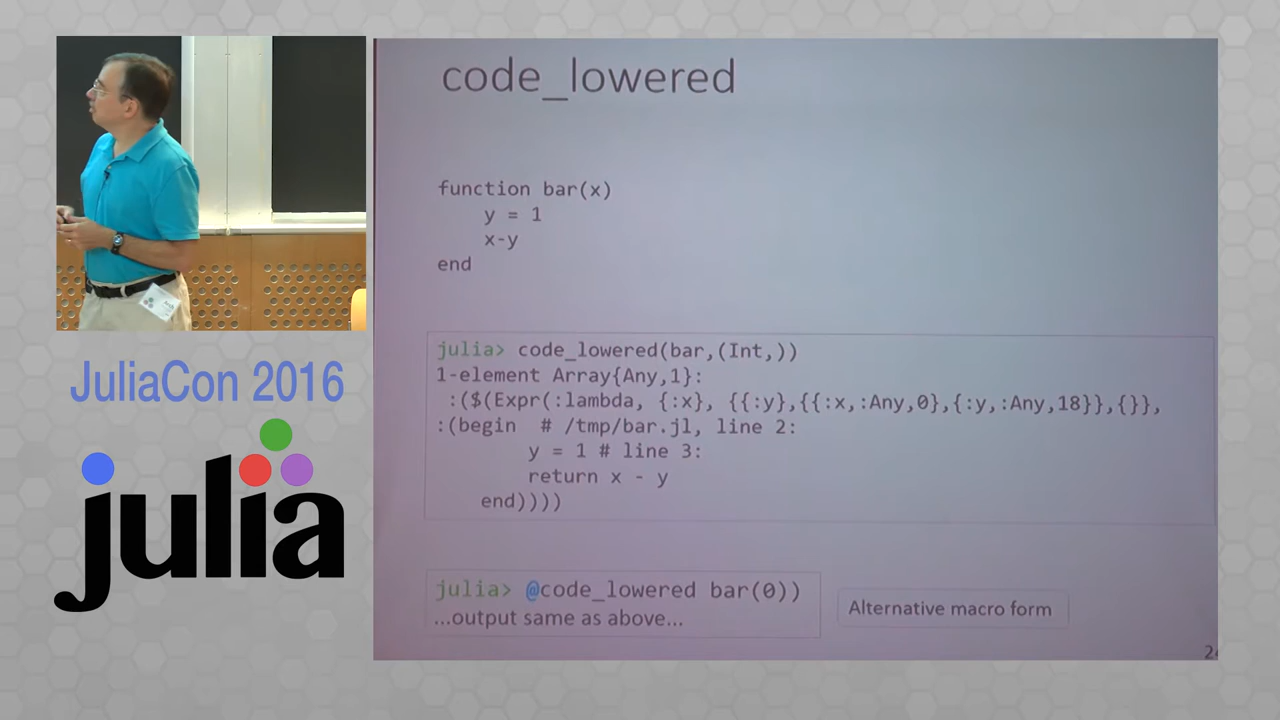 code_lowered
function bar(x)
y = 1
x-y
end
julia> code_lowered(bar,(Int,))
1-element Array{Any,1}:
:($(Expr(:lambda, {:x}, {{:y},{{:x,:Any,0},{:y,:Any,18}},{}},
:(begin # /tmp/bar.jl, line 2:
y = 1 # line 3:
return x - y
end))))
julia> @code_lowered bar(0))
…output same as above…
Alternative macro form
JuliaCon 2016
julia